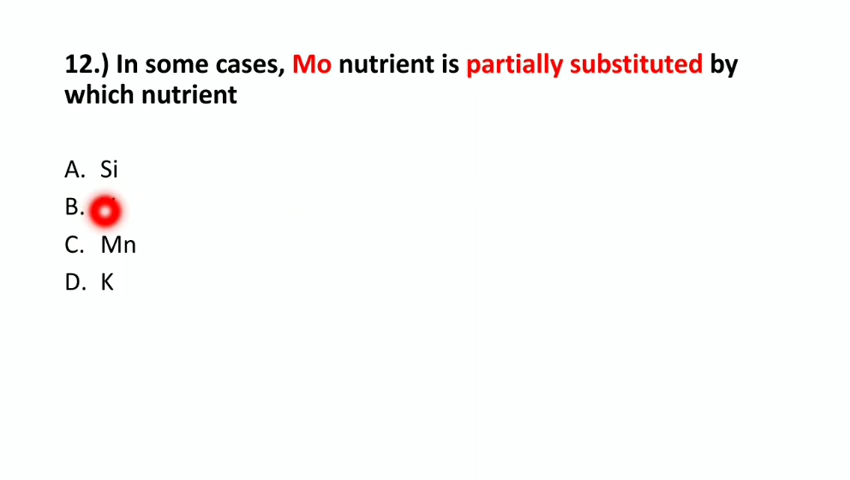 12.) In some cases, Mo nutrient is partially substituted by
which nutrient
A. Si
B.
C. Mn
D. K